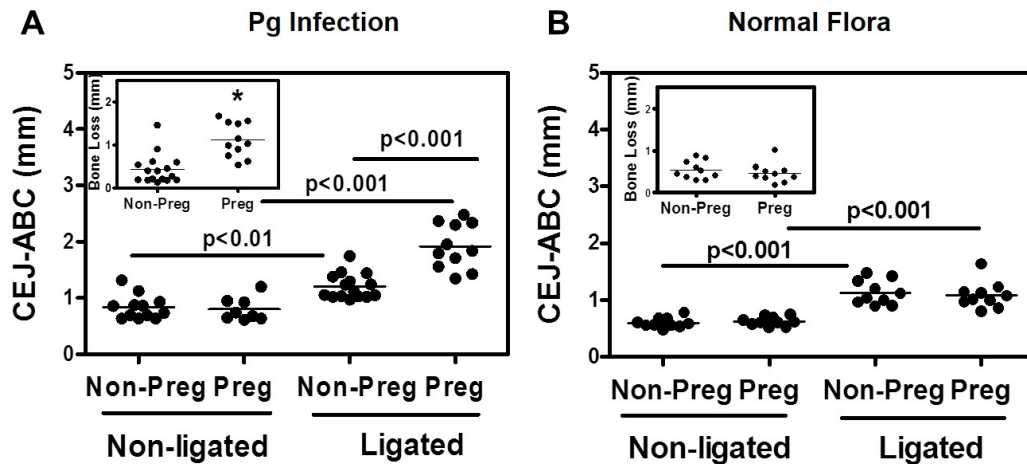 A
Pg Infection
CEJ-ABC (mm)
5
4
3
2
1
0
Bone Loss (mm)
2
1
0
*
Non-Preg Preg
p<0.001
p<0.001
p<0.01
Non-Preg Preg Non-Preg Preg
Non-ligated Ligated
B
Normal Flora
CEJ-ABC (mm)
5
4
3
2
1
0
Bone Loss (mm)
2
1
0
Non-Preg Preg
p<0.001
p<0.001
Non-Preg Preg Non-Preg Preg
Non-ligated Ligated